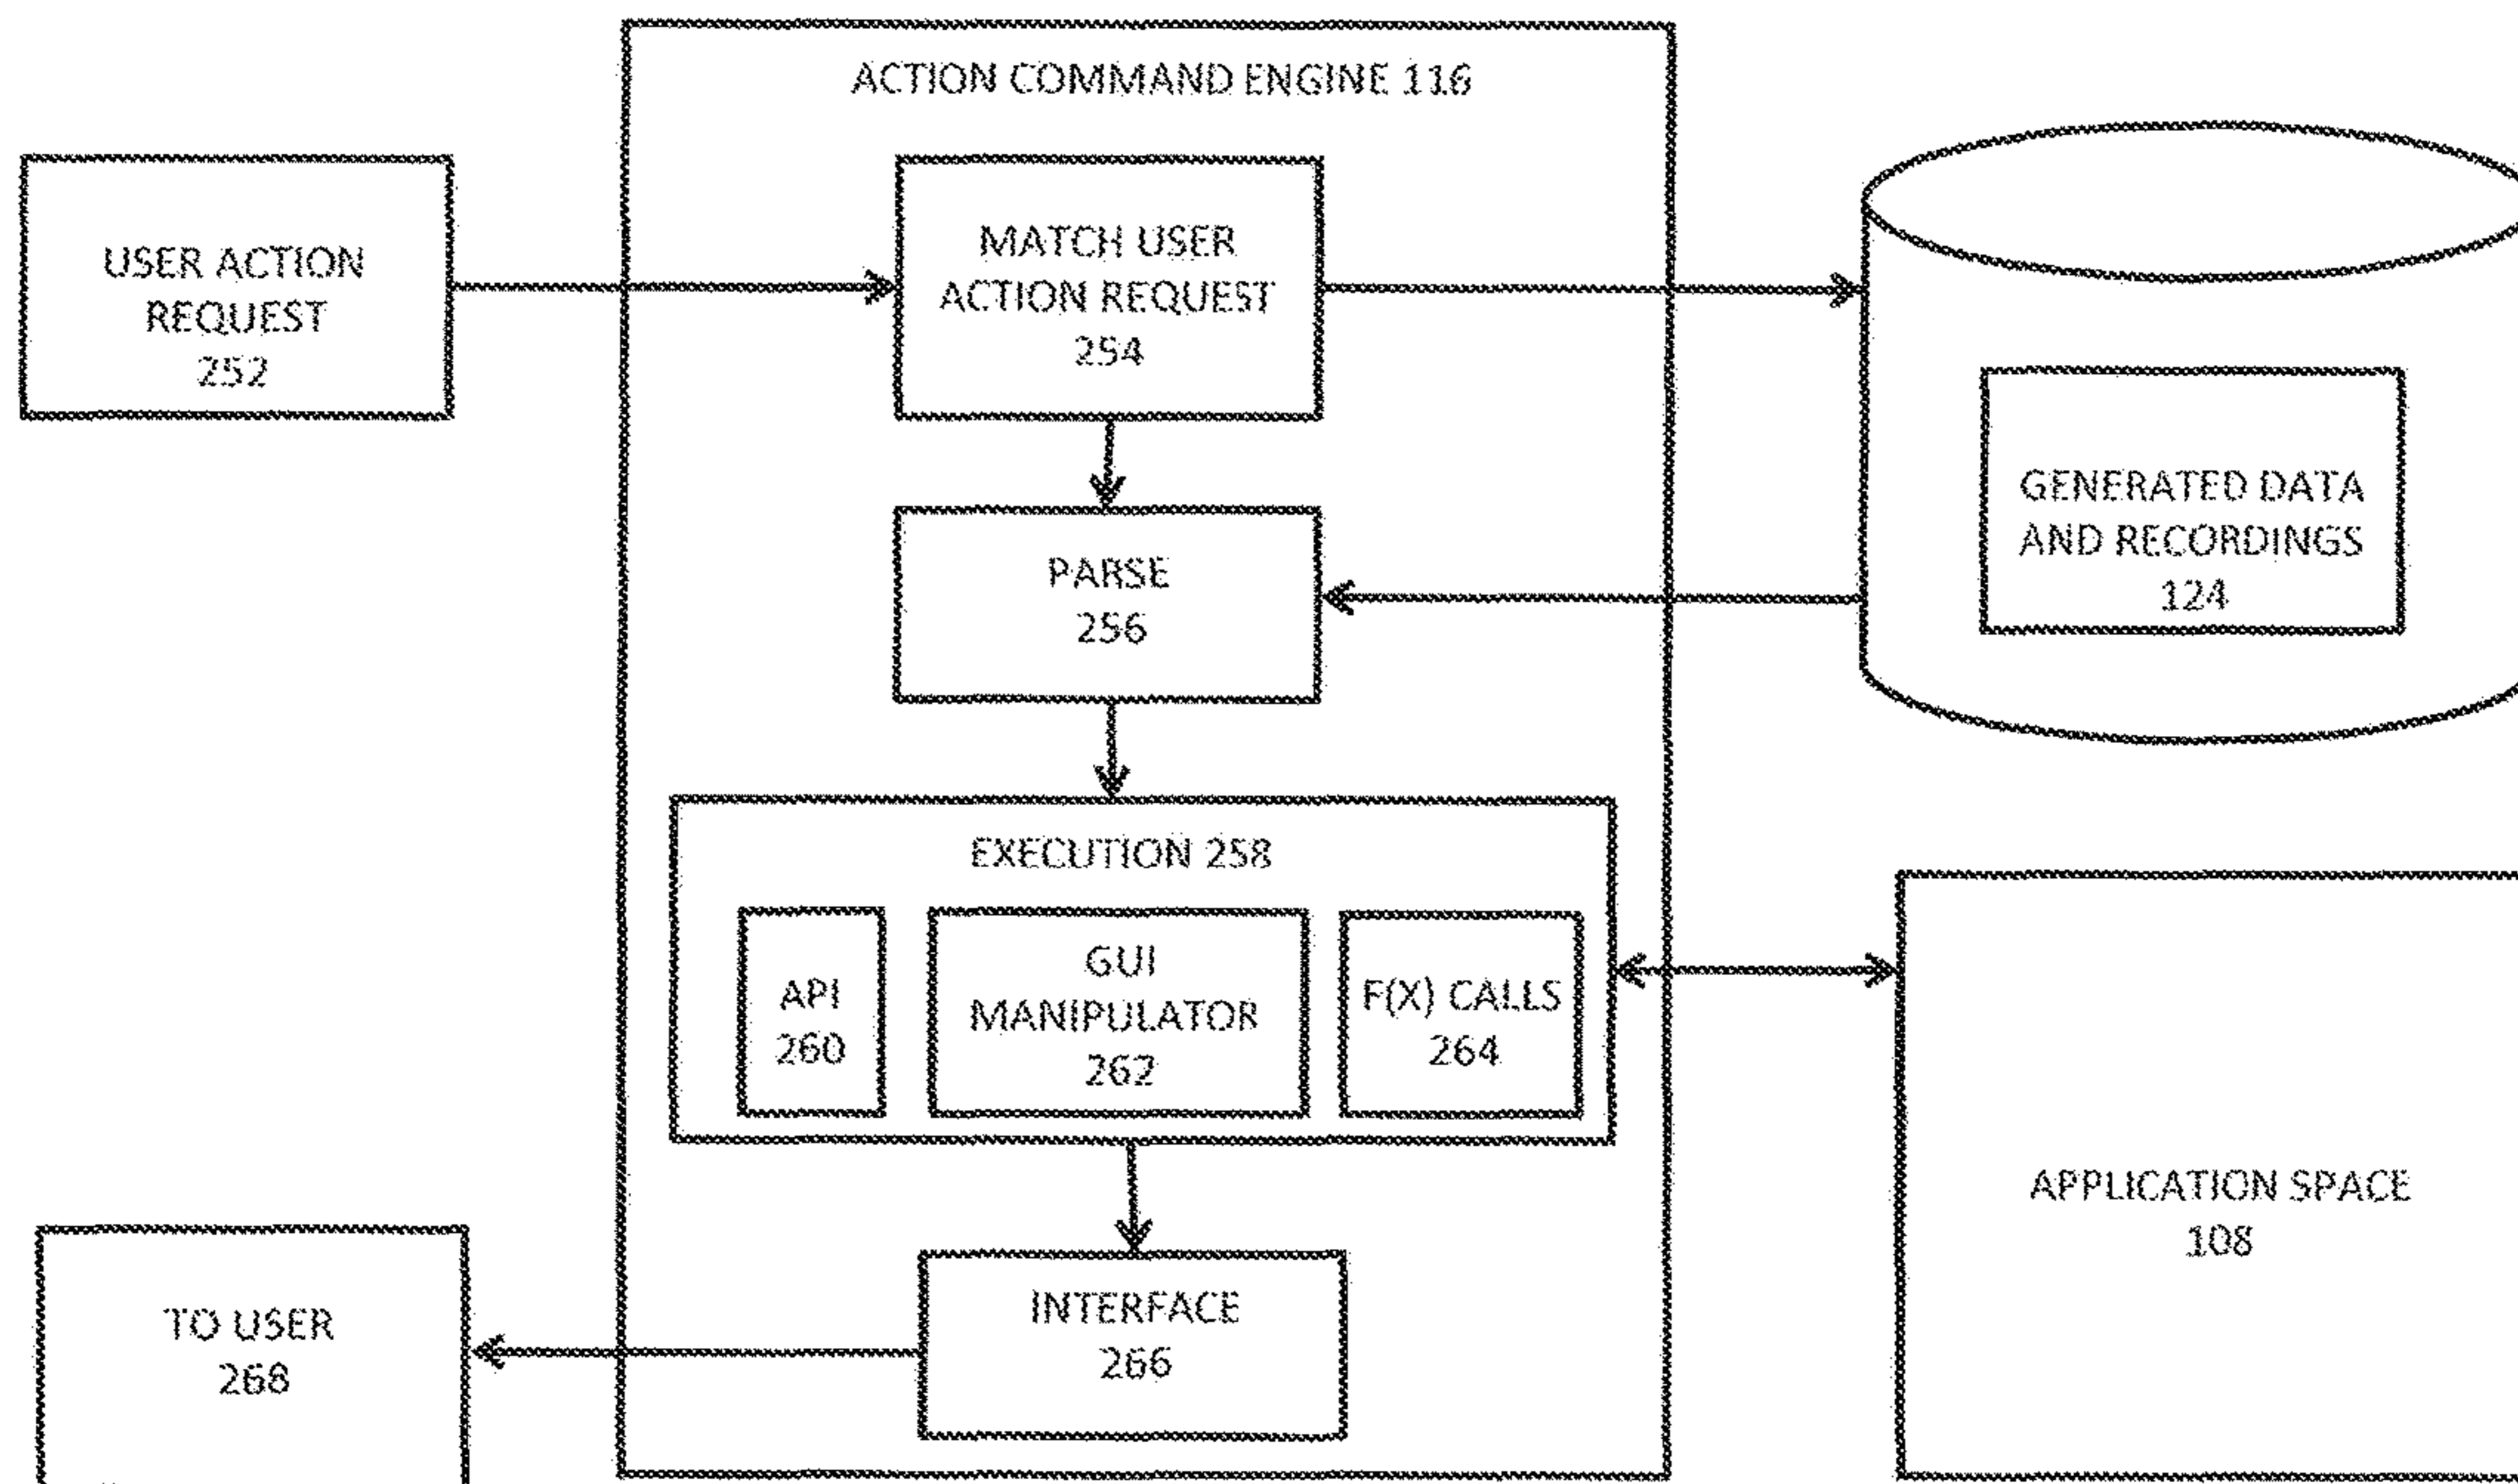 ACTION COMMAND ENGINE 116
USER ACTION
REQUEST
252
MATCH USER
ACTION REQUEST
254
GENERATED DATA
AND RECORDINGS
124
PARSE
256
EXECUTION 258
API
260
GUI
MANIPULATOR
262
F(X) CALLS
264
APPLICATION SPACE
108
INTERFACE
266
TO USER
268